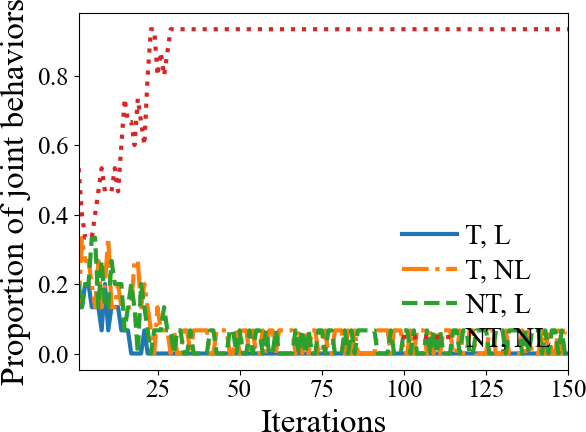 Proportion of joint behaviors
0.8
0.6
0.4
0.2
0.0
T, L
T, NL
NT, L
NT, NL
25
50
75
100
125
150
Iterations